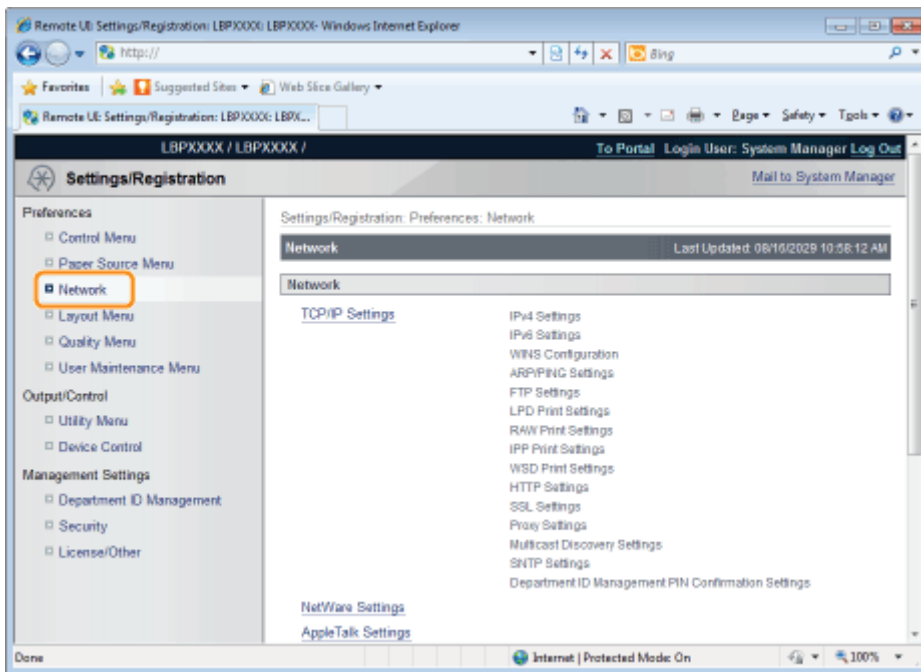 Remote UI: Settings/Registration: LBPXXXX: LBPXXXX- Windows Internet Explorer
http://
Bing
Favorites Suggested Sites Web Slice Gallery
Remote UI: Settings/Registration: LBPXXXX: LBPX... Page Safety Tools
LBPXXXX / LBPXXXX / To Portal Login User: System Manager Log Out
Settings/Registration Mail to System Manager
Preferences
Control Menu
Paper Source Menu
Network
Layout Menu
Quality Menu
User Maintenance Menu
Output/Control
Utility Menu
Device Control
Management Settings
Department ID Management
Security
License/Other
Settings/Registration: Preferences: Network
Network Last Updated: 08/16/2029 10:58:12 AM
Network
TCP/IP Settings
IPv4 Settings
IPv6 Settings
WINS Configuration
ARP/PING Settings
FTP Settings
LPD Print Settings
RAW Print Settings
IPP Print Settings
WSD Print Settings
HTTP Settings
SSL Settings
Proxy Settings
Multicast Discovery Settings
SNTP Settings
Department ID Management PIN Confirmation Settings
NetWare Settings
AppleTalk Settings
Done Internet | Protected Mode: On 100%